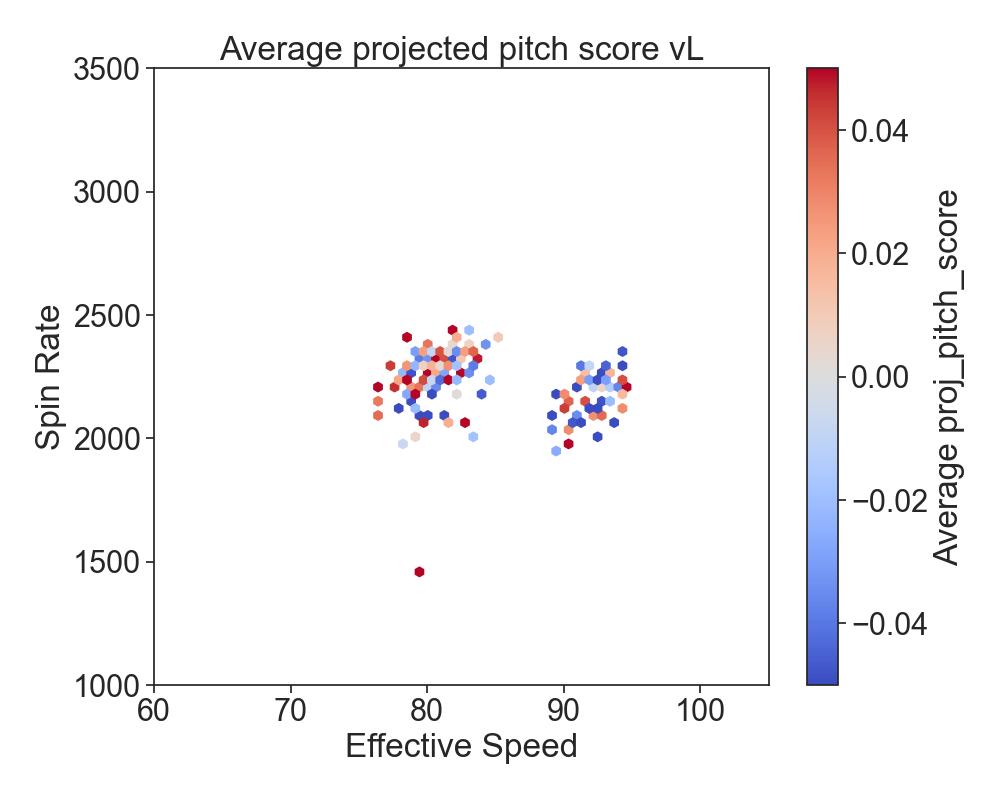 Average projected pitch score vL
3500
3000
2500
2000
1500
1000
Spin Rate
60 70 80 90 100
Effective Speed
0.04
0.02
0.00
−0.02
−0.04
Average proj_pitch_score